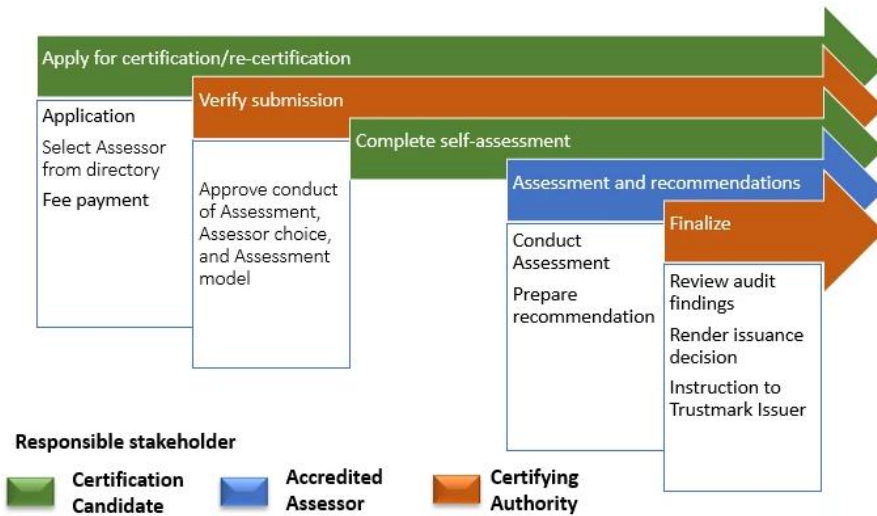 Apply for certification/re-certification
Application
Select Assessor
from directory
Fee payment
Verify submission
Approve conduct
of Assessment,
Assessor choice,
and Assessment
model
Complete self-assessment
Assessment and recommendations
Conduct
Assessment
Prepare
recommendation
Finalize
Review audit
findings
Render issuance
decision
Instruction to
Trustmark Issuer
Responsible stakeholder
Certification
Candidate
Accredited
Assessor
Certifying
Authority